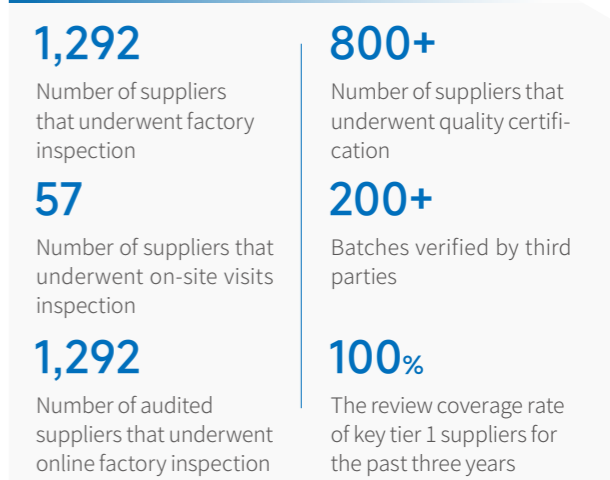 1,292
Number of suppliers
that underwent factory
inspection
57
Number of suppliers that
underwent on-site visits
inspection
1,292
Number of audited
suppliers that underwent
online factory inspection
800+
Number of suppliers that
underwent quality certifi-
cation
200+
Batches verified by third
parties
100%
The review coverage rate
of key tier 1 suppliers for
the past three years